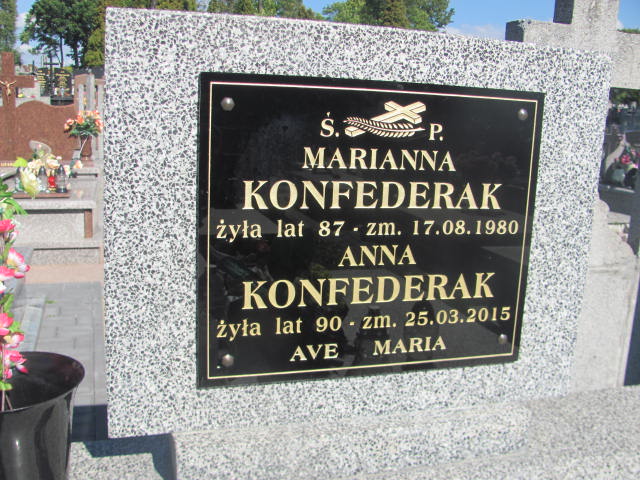 Ś. P.
MARIANNA
KONFEDERAK
żyła lat 87 - zm. 17.08.1980
ANNA
KONFEDERAK
żyła lat 90 - zm. 25.03.2015
AVE MARIA